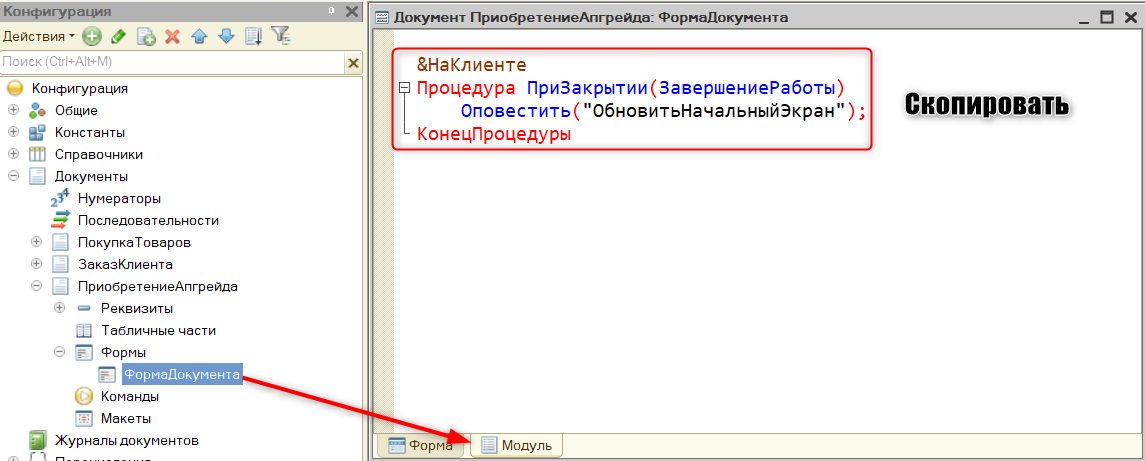 Конфигурация
Действия
Поиск (Ctrl+Alt+M)
Конфигурация
Общие
Константы
Справочники
Документы
Нумераторы
Последовательности
ПокупкаТоваров
ЗаказКлиента
ПриобретениеАпгрейда
Реквизиты
Табличные части
Формы
ФормаДокумента
Команды
Макеты
Журналы документов
Перечисления
Документ ПриобретениеАпгрейда: ФормаДокумента
&НаКлиенте
Процедура ПриЗакрытии(ЗавершениеРаботы)
Оповестить("ОбновитьНачальныйЭкран");
КонецПроцедуры
Скопировать
Форма
Модуль